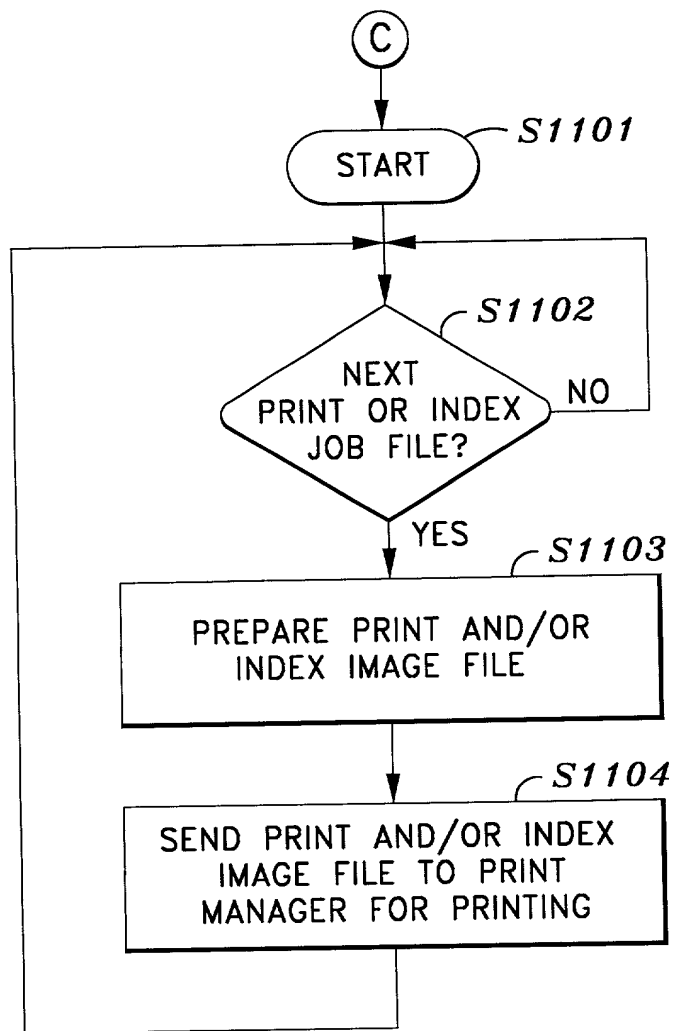 C
S1101
START
S1102
NEXT
PRINT OR INDEX
JOB FILE?
NO
YES
S1103
PREPARE PRINT AND/OR
INDEX IMAGE FILE
S1104
SEND PRINT AND/OR INDEX
IMAGE FILE TO PRINT
MANAGER FOR PRINTING